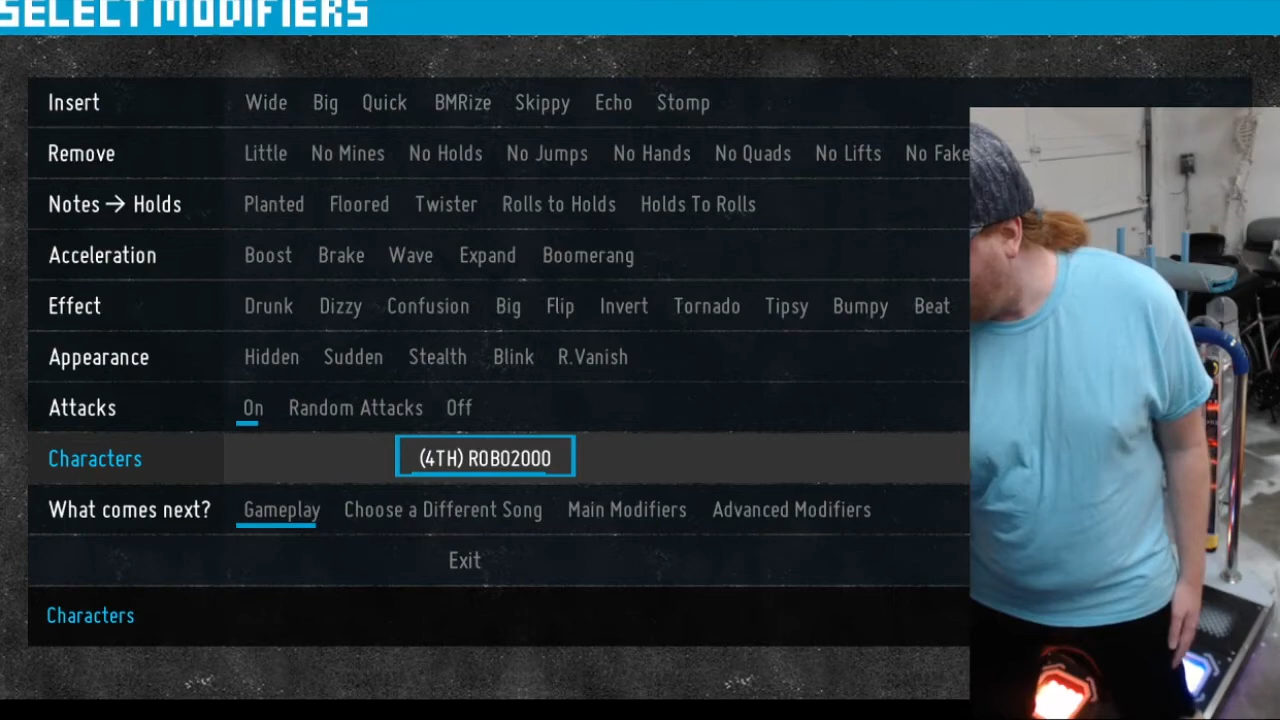 SELECT MODIFIERS
Insert Wide Big Quick BMRize Skippy Echo Stomp
Remove Little No Mines No Holds No Jumps No Hands No Quads No Lifts No Fake
Notes → Holds Planted Floored Twister Rolls to Holds Holds To Rolls
Acceleration Boost Brake Wave Expand Boomerang
Effect Drunk Dizzy Confusion Big Flip Invert Tornado Tipsy Bumpy Beat
Appearance Hidden Sudden Stealth Blink R.Vanish
Attacks On Random Attacks Off
Characters (4TH) ROBO2000
What comes next? Gameplay Choose a Different Song Main Modifiers Advanced Modifiers
Exit
Characters